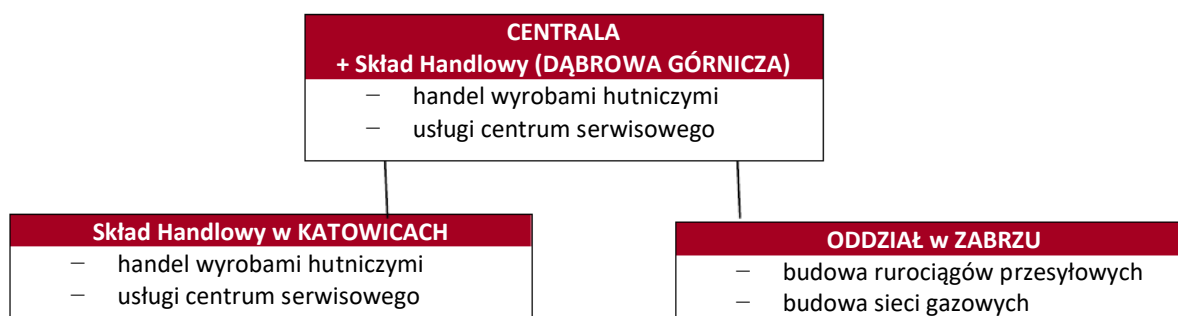 CENTRALA
+ Skład Handlowy (DĄBROWA GÓRNICZA)
– handel wyrobami hutniczymi
– usługi centrum serwisowego
Skład Handlowy w KATOWICACH
– handel wyrobami hutniczymi
– usługi centrum serwisowego
ODDZIAŁ w ZABRZU
– budowa rurociągów przesyłowych
– budowa sieci gazowych